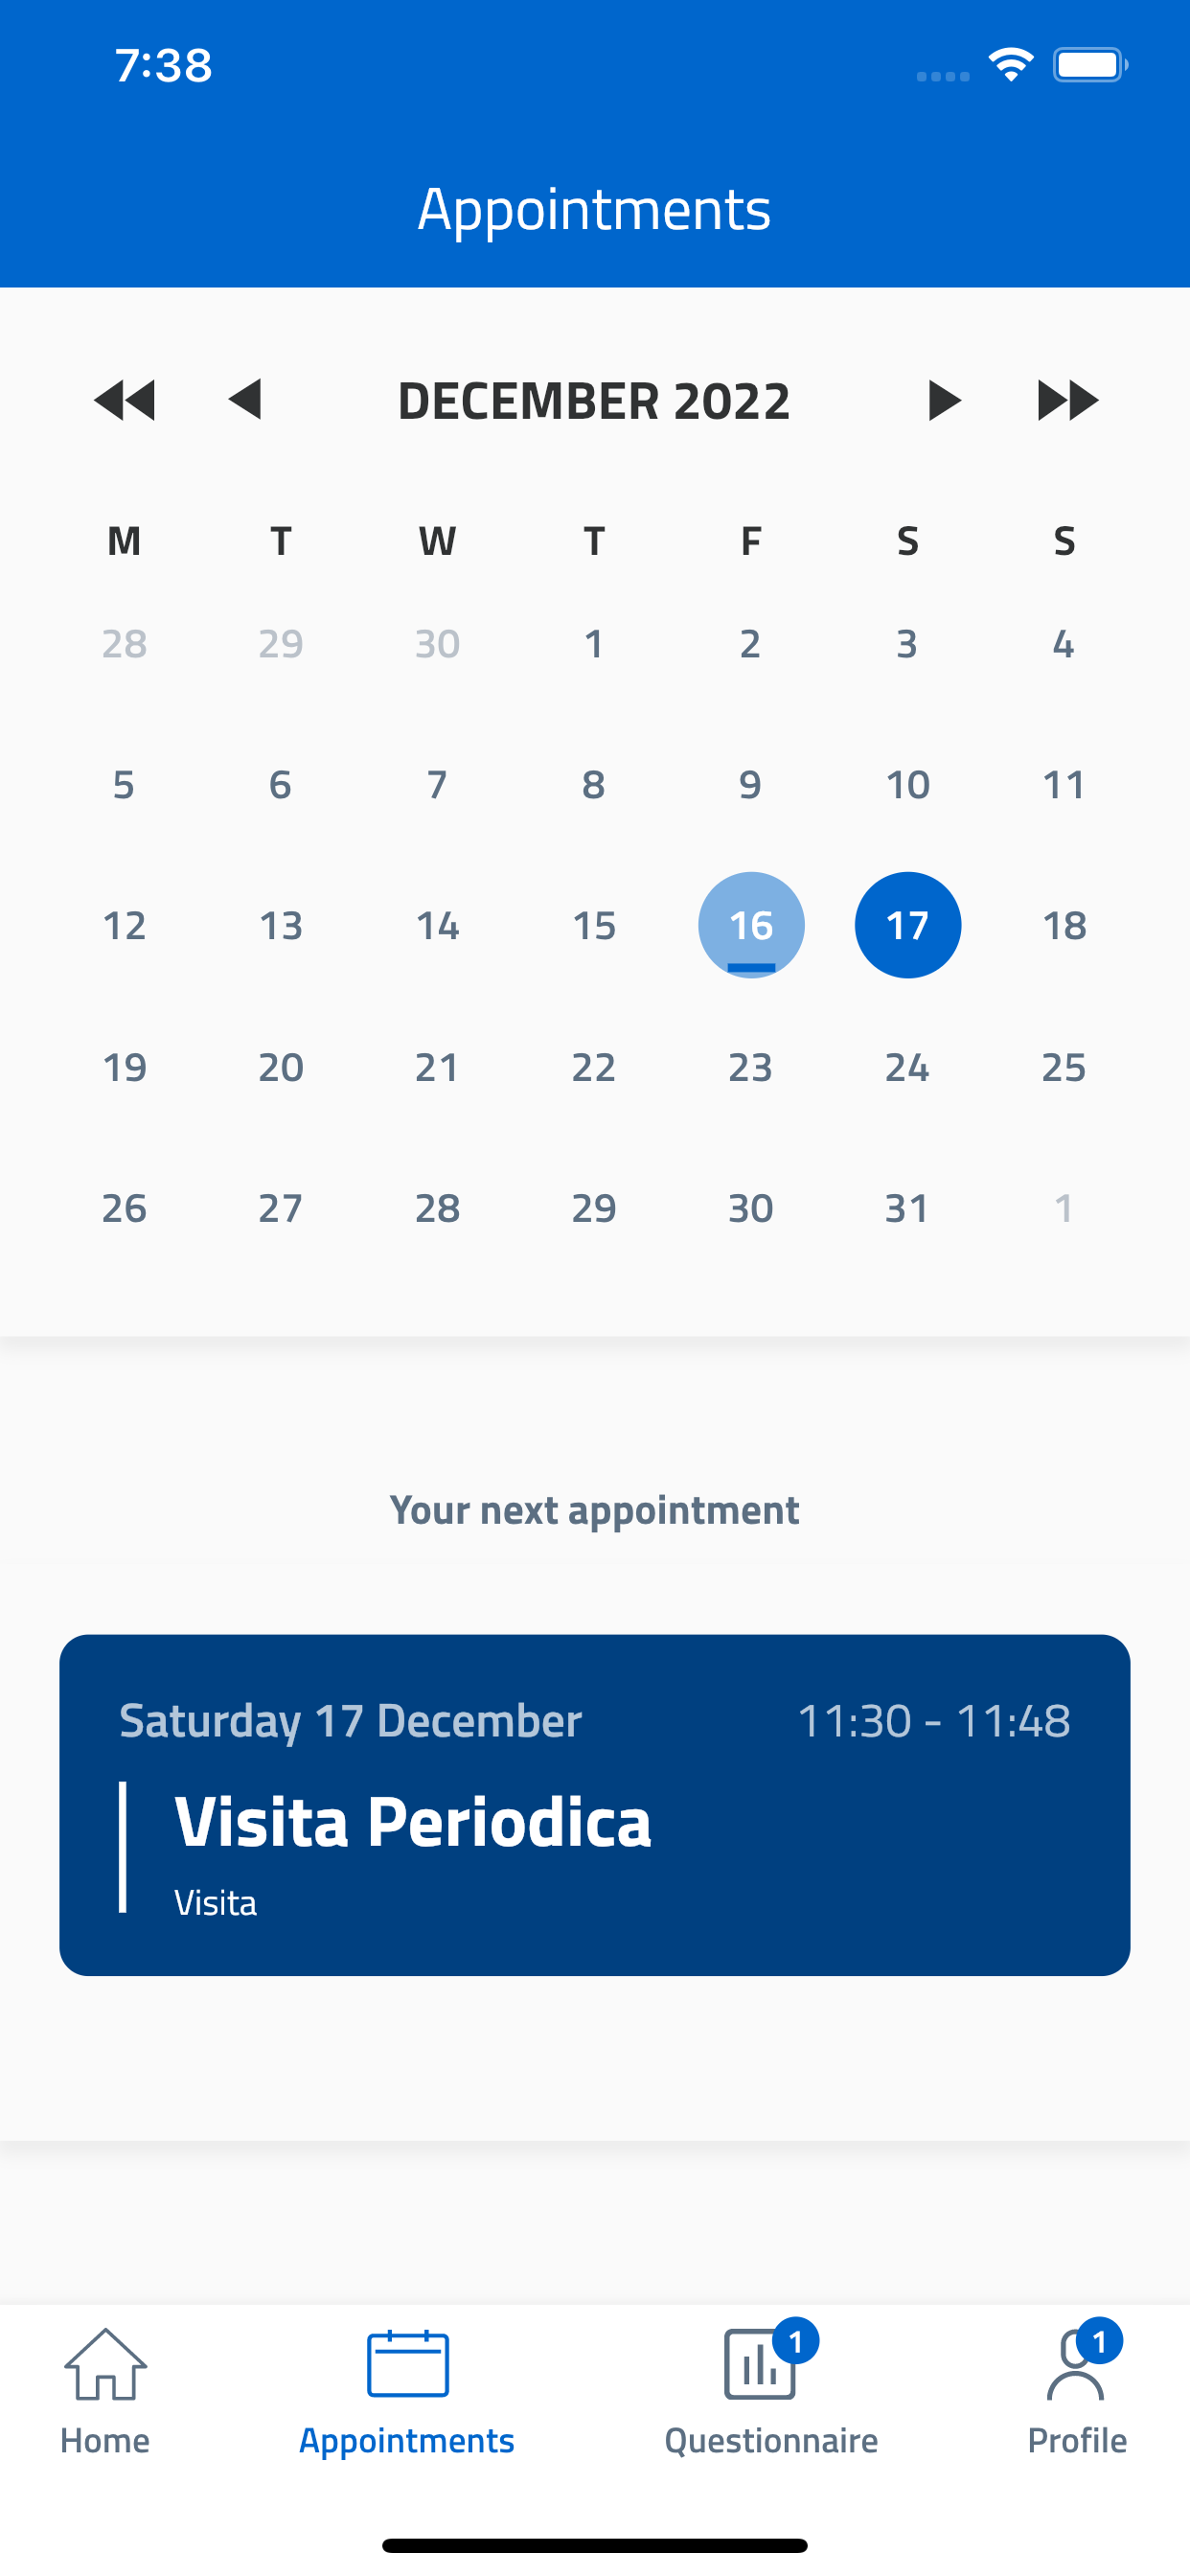 7:38
Appointments
DECEMBER 2022
M T W T F S S
28 29 30 1 2 3 4
5 6 7 8 9 10 11
12 13 14 15 16 17 18
19 20 21 22 23 24 25
26 27 28 29 30 31 1
Your next appointment
Saturday 17 December 11:30 - 11:48
Visita Periodica
Visita
1 1
Home Appointments Questionnaire Profile